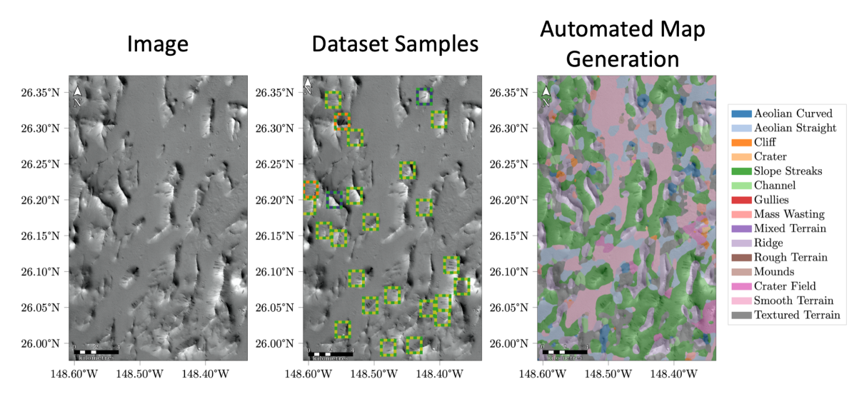 Image
Dataset Samples
Automated Map
Generation
26.35°N
26.30°N
26.25°N
26.20°N
26.15°N
26.10°N
26.05°N
26.00°N
148.60°W 148.50°W 148.40°W
26.35°N
26.30°N
26.25°N
26.20°N
26.15°N
26.10°N
26.05°N
26.00°N
148.60°W 148.50°W 148.40°W
26.35°N
26.30°N
26.25°N
26.20°N
26.15°N
26.10°N
26.05°N
26.00°N
148.60°W 148.50°W 148.40°W
Aeolian Curved
Aeolian Straight
Cliff
Crater
Slope Streaks
Channel
Gullies
Mass Wasting
Mixed Terrain
Ridge
Rough Terrain
Mounds
Crater Field
Smooth Terrain
Textured Terrain